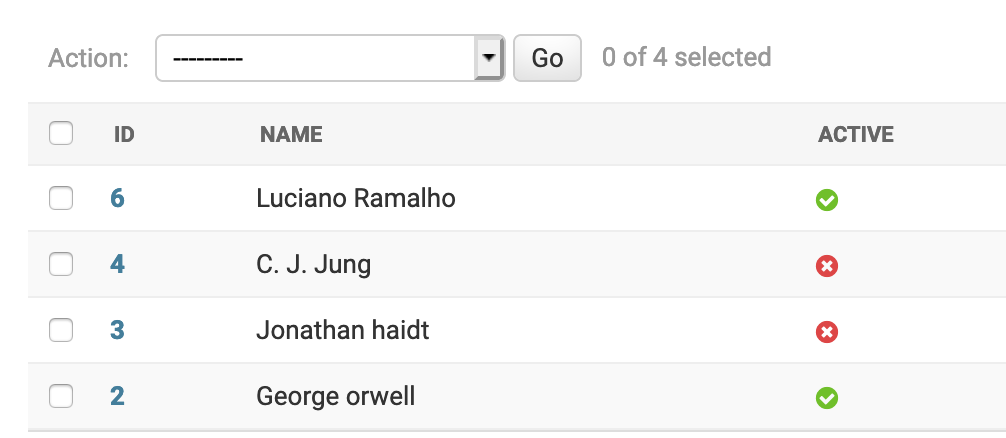 Action: --------- Go 0 of 4 selected
ID NAME ACTIVE
6 Luciano Ramalho
4 C. J. Jung
3 Jonathan haidt
2 George orwell